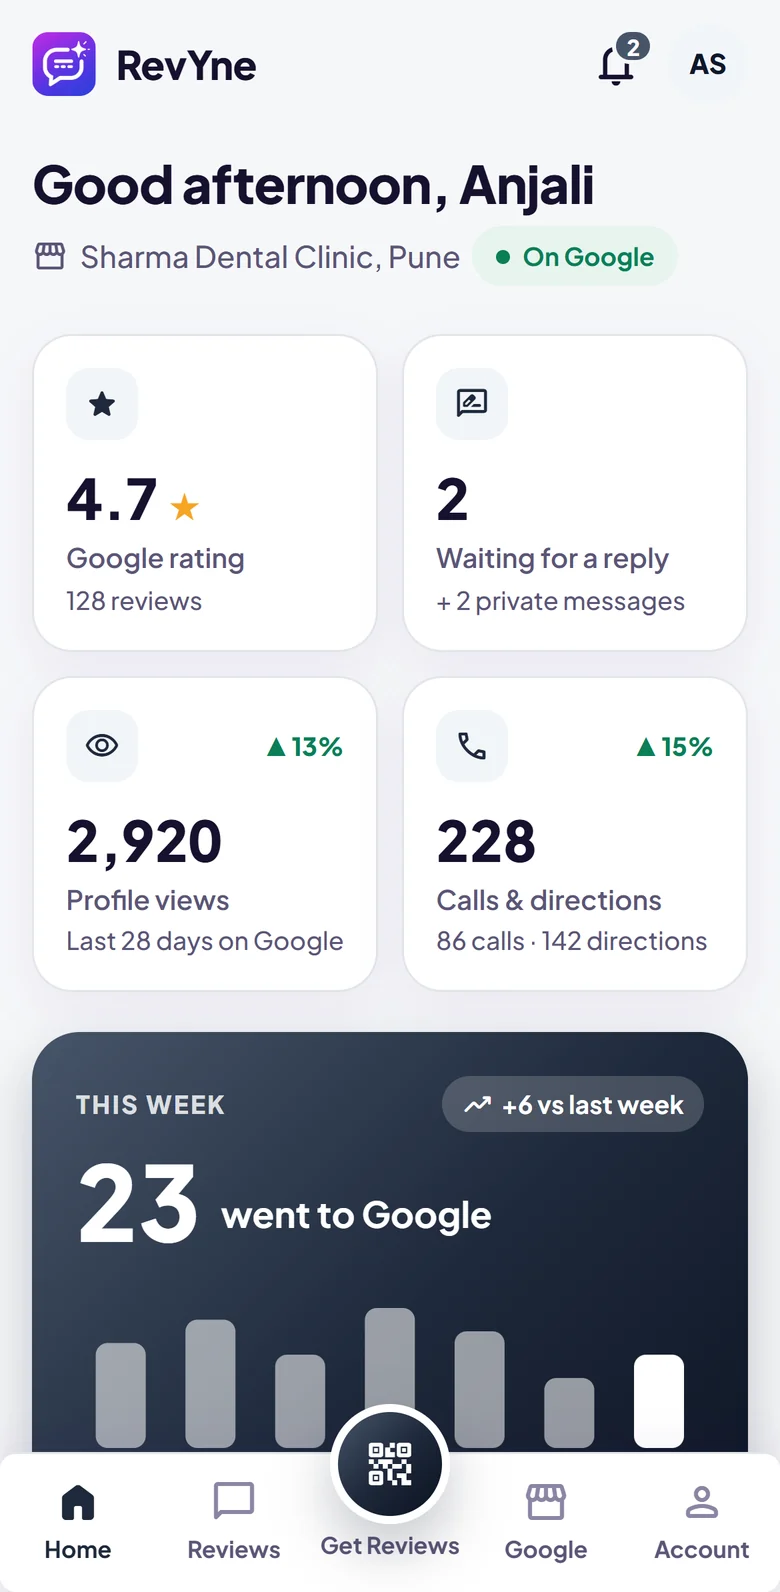 RevYne
2
AS
Good afternoon, Anjali
Sharma Dental Clinic, Pune
On Google
4.7 ★
Google rating
128 reviews
2
Waiting for a reply
+ 2 private messages
▲ 13%
2,920
Profile views
Last 28 days on Google
▲ 15%
228
Calls & directions
86 calls · 142 directions
THIS WEEK
+6 vs last week
23 went to Google
Home
Reviews
Get Reviews
Google
Account